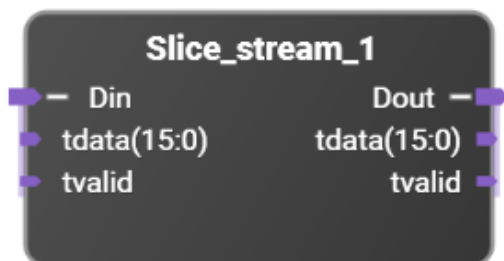 Slice_stream_1
Din Dout
tdata(15:0) tdata(15:0)
tvalid tvalid